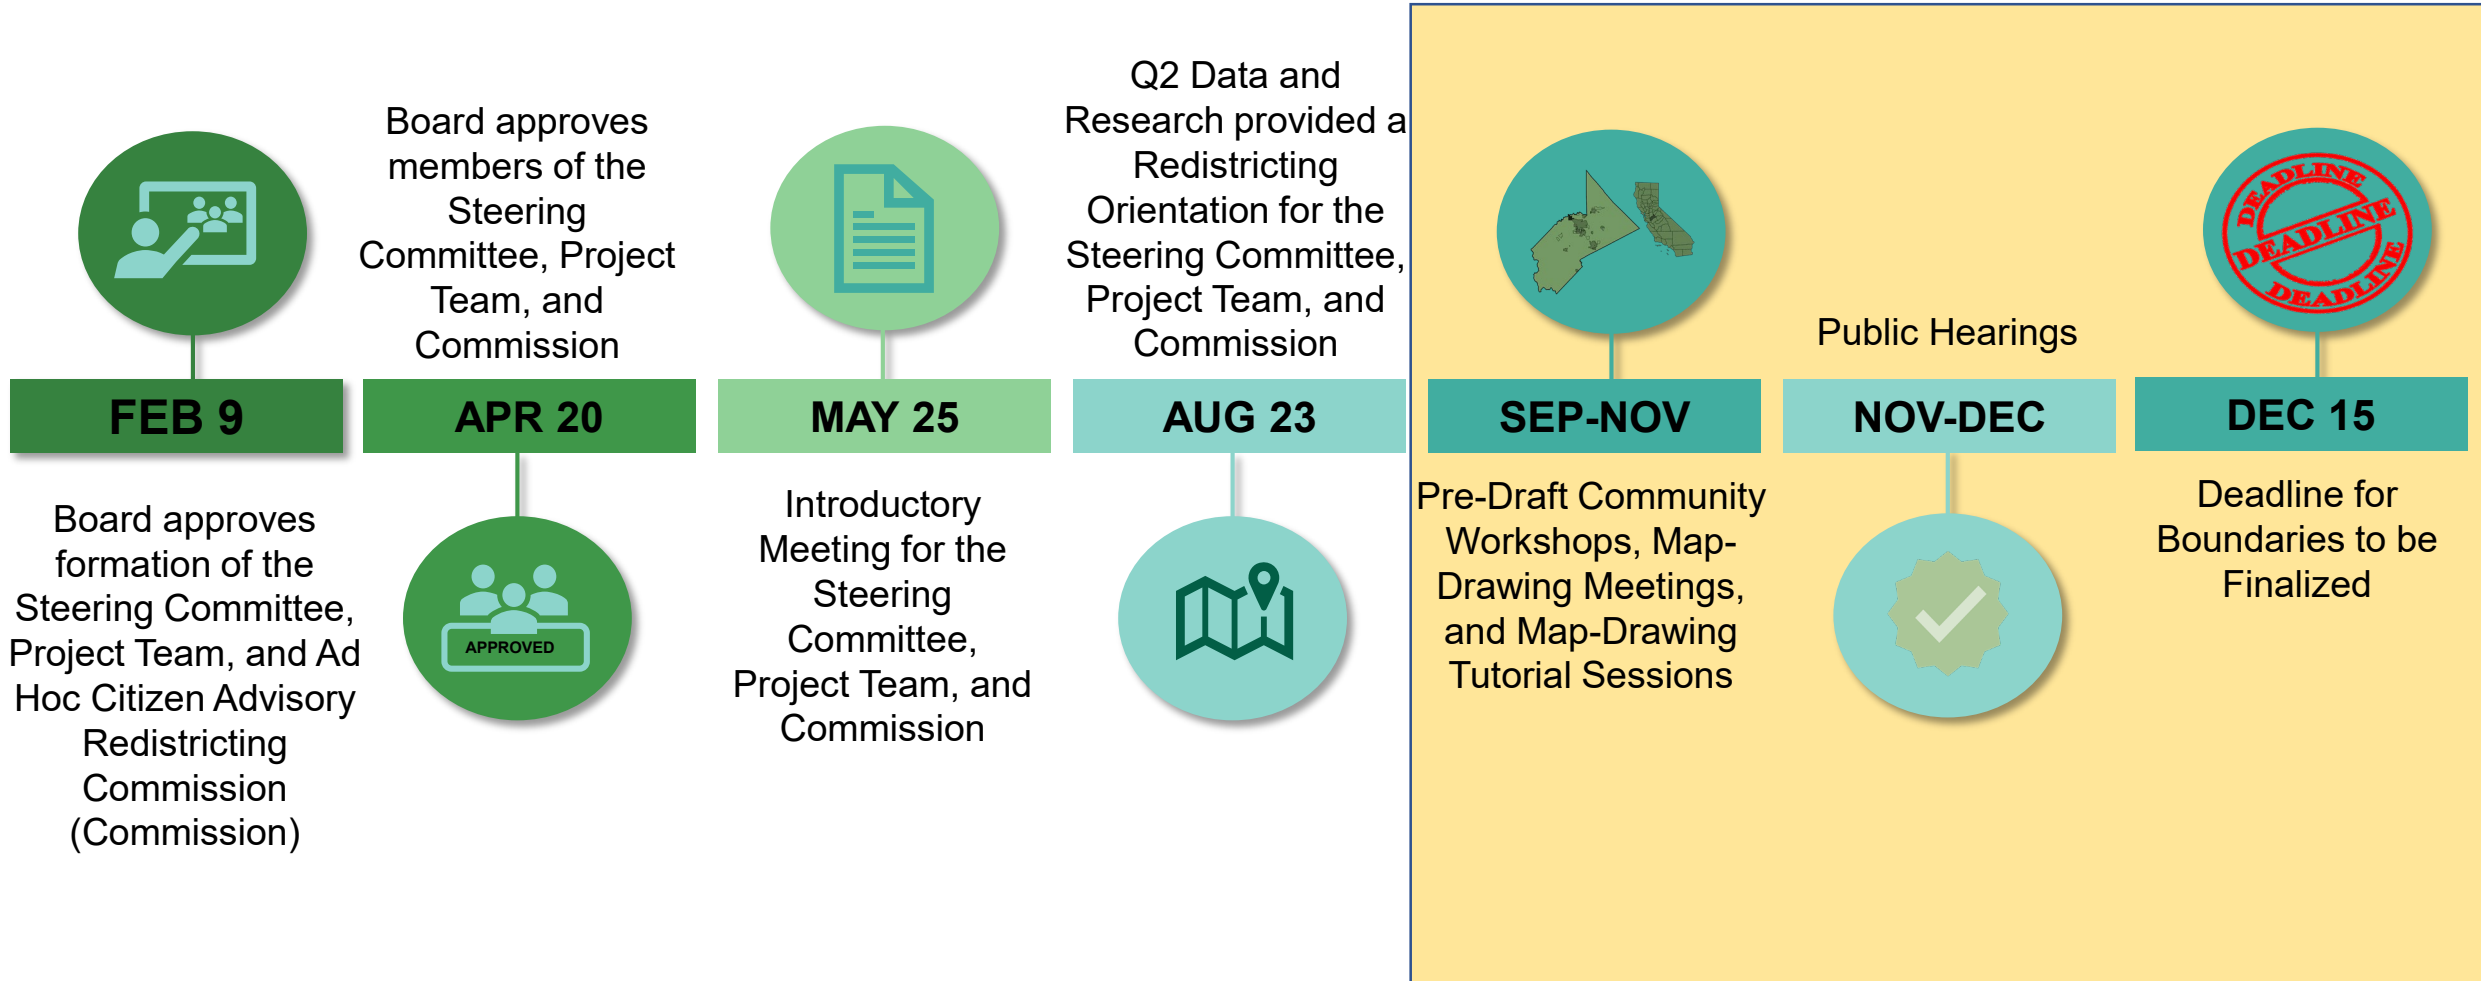 FEB 9
Board approves
formation of the
Steering Committee,
Project Team, and Ad
Hoc Citizen Advisory
Redistricting
Commission
(Commission)
Board approves
members of the
Steering
Committee, Project
Team, and
Commission
APR 20
APPROVED
MAY 25
Introductory
Meeting for the
Steering
Committee,
Project Team, and
Commission
Q2 Data and
Research provided a
Redistricting
Orientation for the
Steering Committee,
Project Team, and
Commission
AUG 23
SEP-NOV
Pre-Draft Community
Workshops, Map-
Drawing Meetings,
and Map-Drawing
Tutorial Sessions
Public Hearings
NOV-DEC
DEADLINE
DEADLINE
DEADLINE
DEC 15
Deadline for
Boundaries to be
Finalized